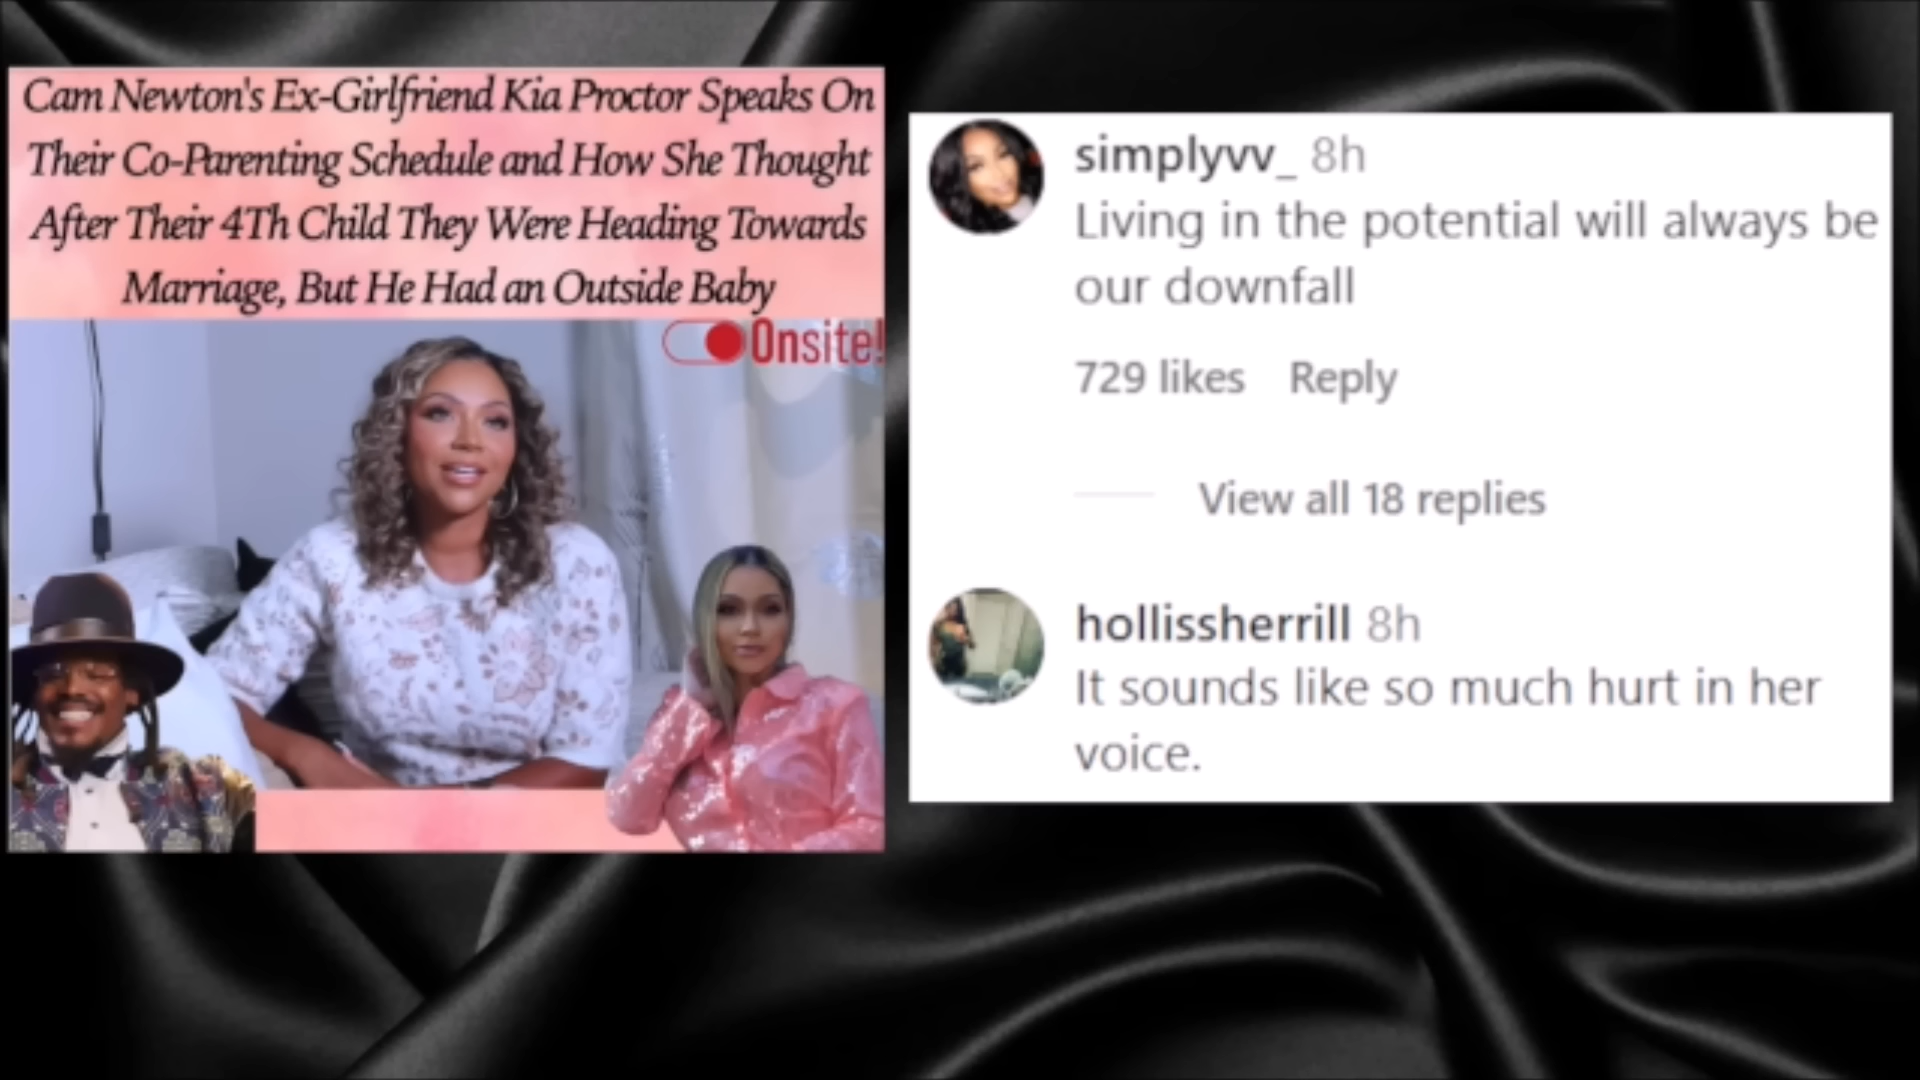 Cam Newton's Ex-Girlfriend Kia Proctor Speaks On
Their Co-Parenting Schedule and How She Thought
After Their 4Th Child They Were Heading Towards
Marriage, But He Had an Outside Baby
Onsite!
simplyvv_ 8h
Living in the potential will always be
our downfall
729 likes Reply
View all 18 replies
hollissherrill 8h
It sounds like so much hurt in her
voice.